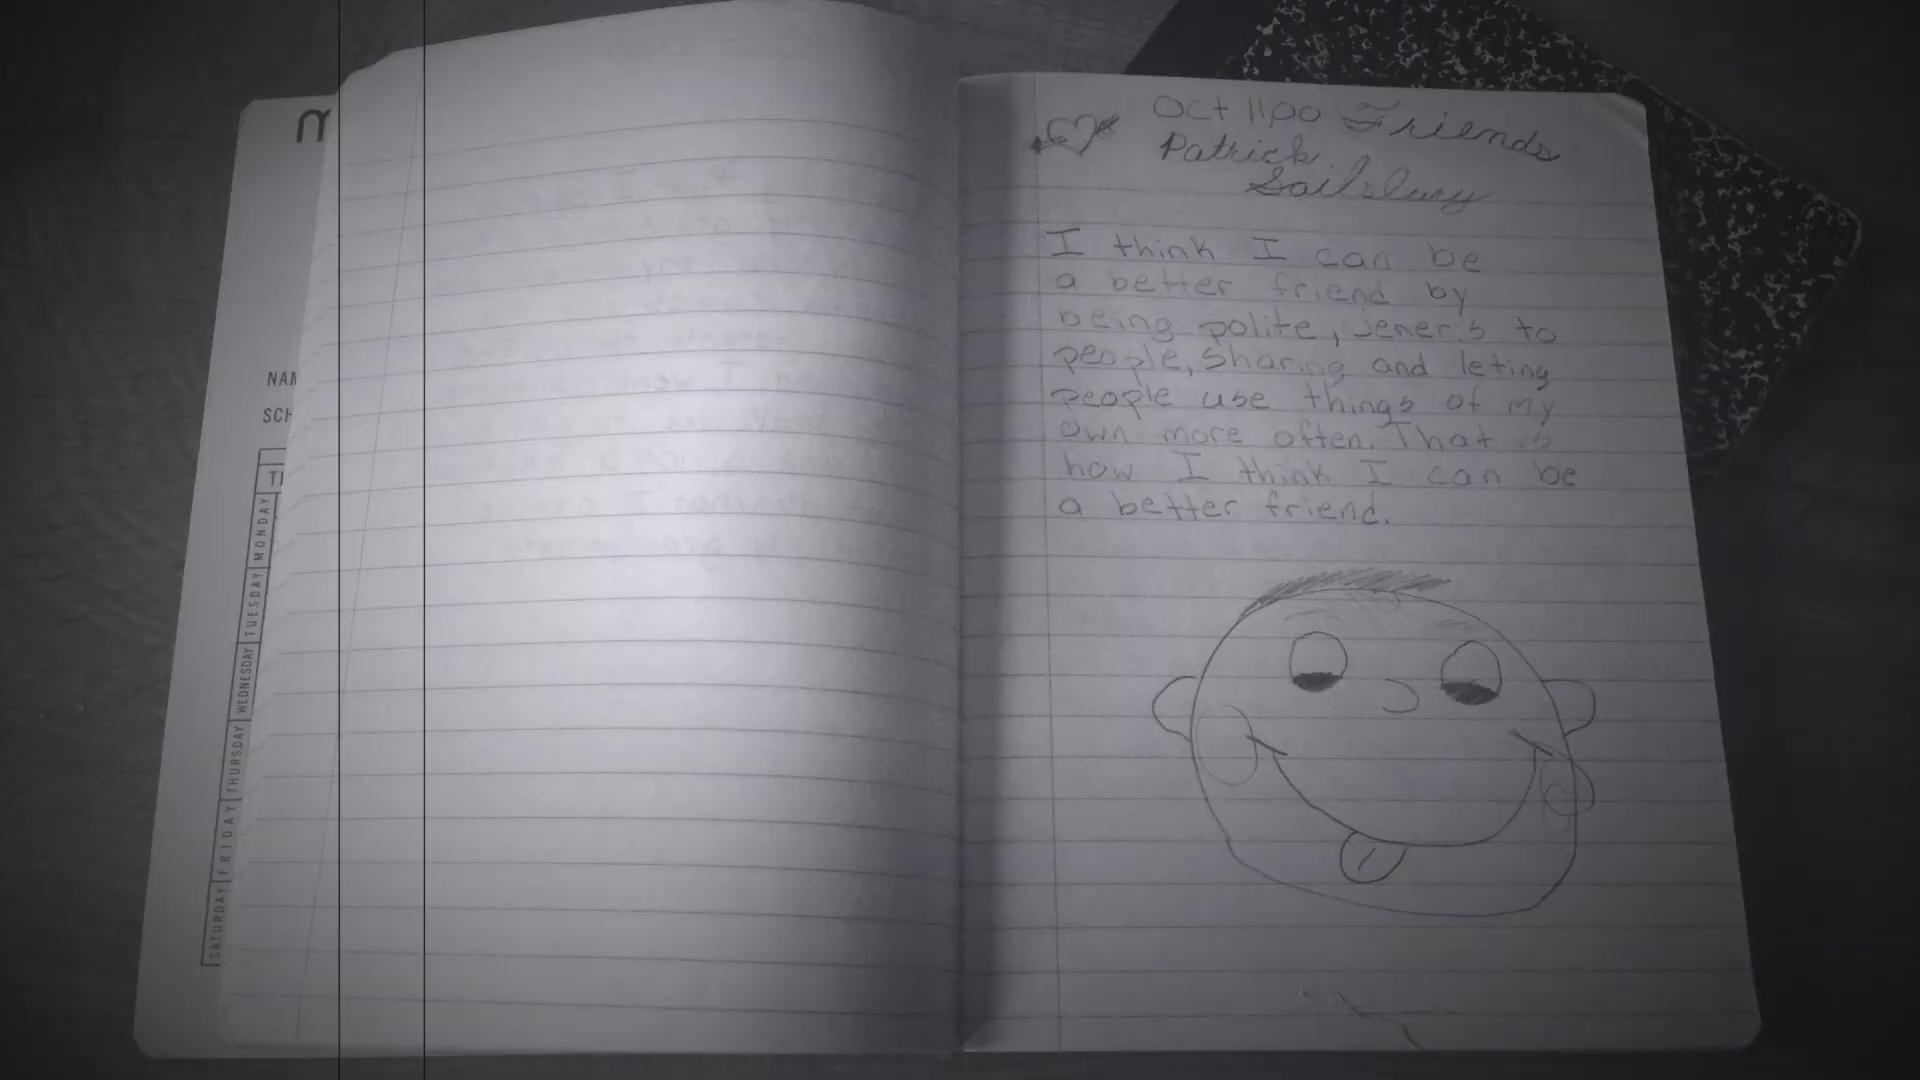 NAM
SCH
MONDAY
TUESDAY
WEDNESDAY
THURSDAY
FRIDAY
SATURDAY
Oct 11 00 Friends
Patrick
I think I can be
a better friend by
being polite, jeneris to
people, sharing and leting
people use things of my
own more often. That is
how I think I can be
a better friend.